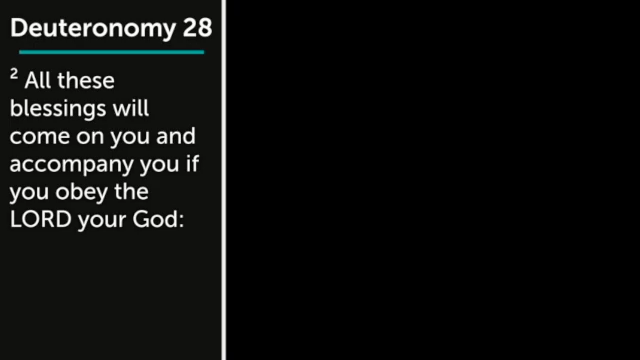 Deuteronomy 28
2 All these
blessings will
come on you and
accompany you if
you obey the
LORD your God: